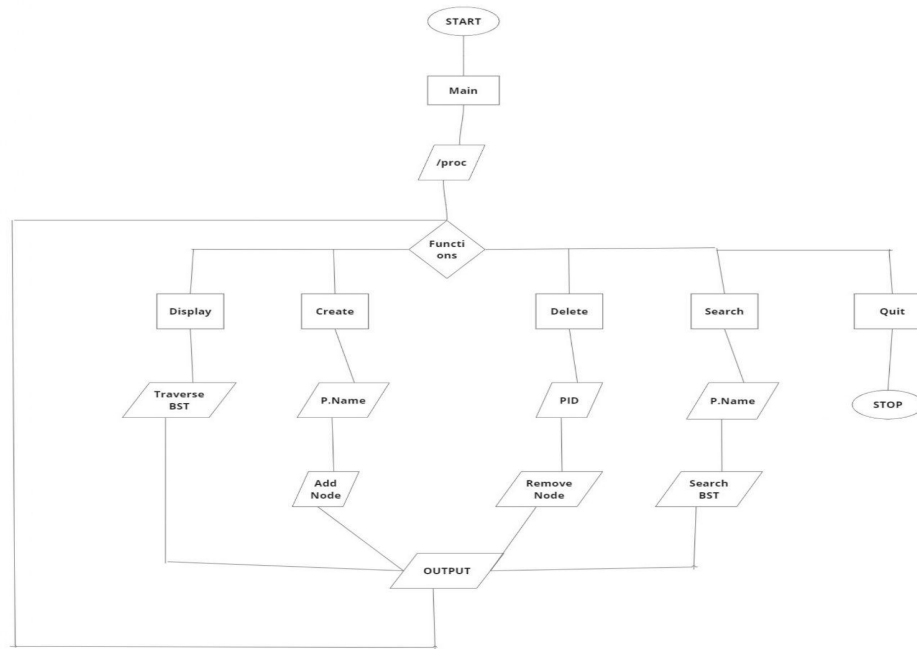 START
Main
/proc
Functi
ons
Display
Create
Delete
Search
Quit
Traverse
BST
P.Name
PID
P.Name
STOP
Add
Node
Remove
Node
Search
BST
OUTPUT